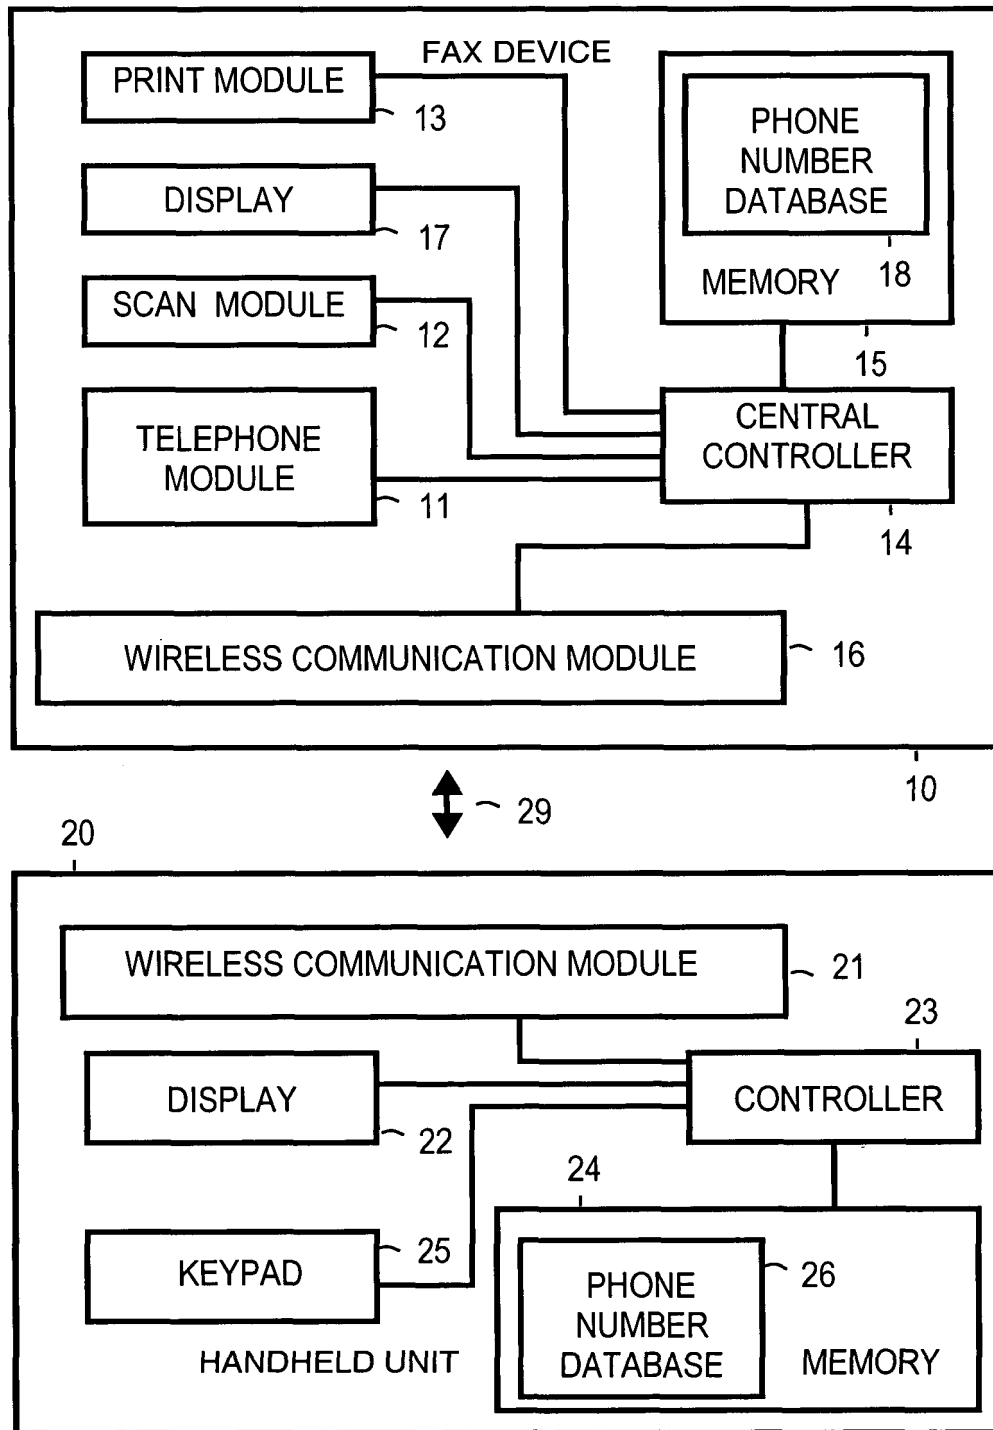 FAX DEVICE
PRINT MODULE
13
DISPLAY
17
SCAN MODULE
12
TELEPHONE
MODULE
11
PHONE
NUMBER
DATABASE
18
MEMORY
15
CENTRAL
CONTROLLER
14
WIRELESS COMMUNICATION MODULE
16
10
29
20
WIRELESS COMMUNICATION MODULE
21
23
DISPLAY
22
CONTROLLER
24
KEYPAD
25
PHONE
NUMBER
DATABASE
26
MEMORY
HANDHELD UNIT